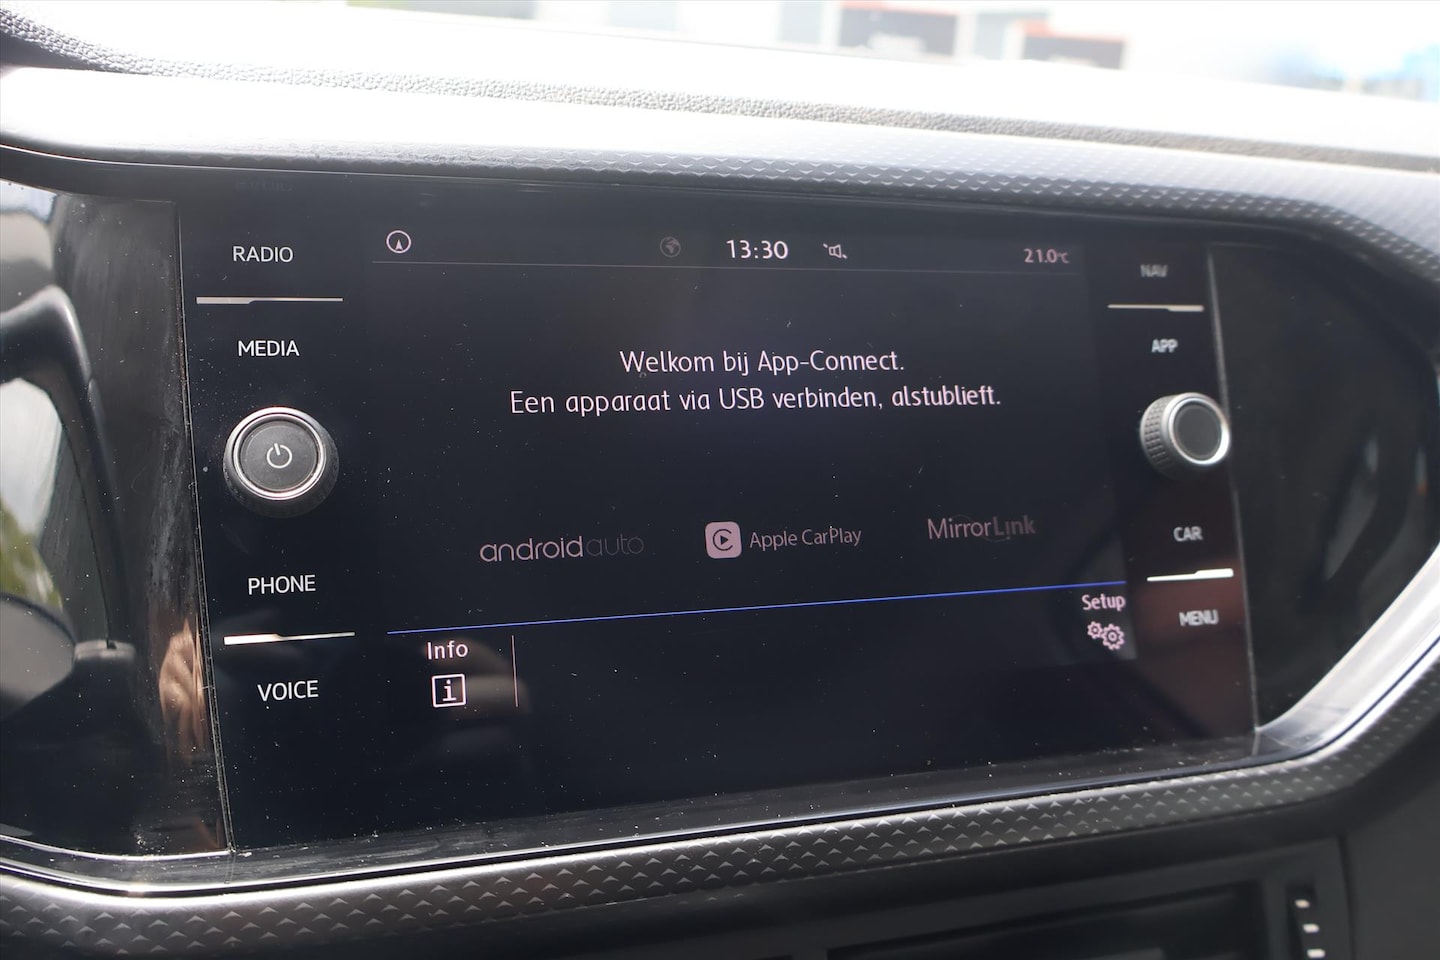 RADIO
MEDIA
PHONE
VOICE
13:30
21.0°C
Welkom bij App-Connect.
Een apparaat via USB verbinden, alstublieft.
androidauto
Apple CarPlay
MirrorLink
Info
i
Setup
NAV
APP
CAR
MENU